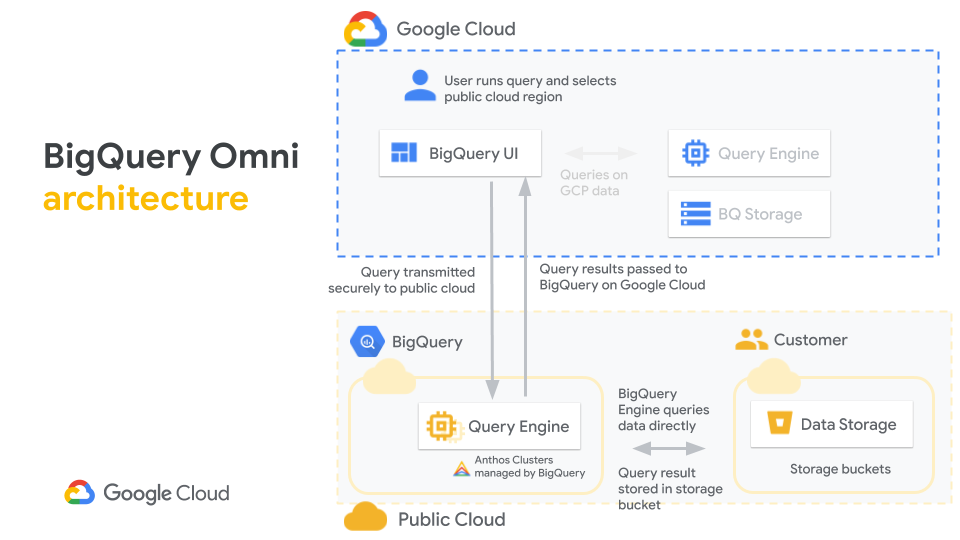 BigQuery Omni
architecture
Google Cloud
User runs query and selects
public cloud region
BigQuery UI
Queries on
GCP data
Query Engine
BQ Storage
Query transmitted
securely to public cloud
Query results passed to
BigQuery on Google Cloud
BigQuery
Customer
Query Engine
Anthos Clusters
managed by BigQuery
BigQuery
Engine queries
data directly
Query result
stored in storage
bucket
Data Storage
Storage buckets
Public Cloud
Google Cloud